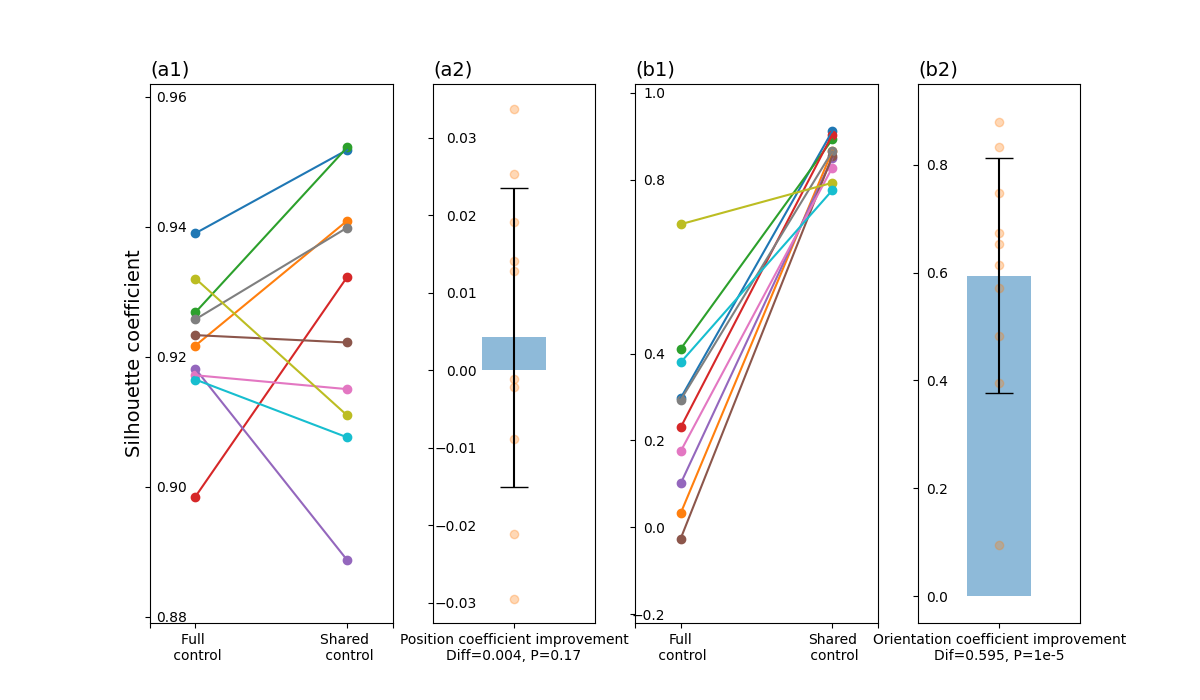 (a1)
(a2)
(b1)
(b2)
Silhouette coefficient
0.96
0.94
0.92
0.90
0.88
Full
control
Shared
control
0.03
0.02
0.01
0.00
−0.01
−0.02
−0.03
Position coefficient improvement
Diff=0.004, P=0.17
1.0
0.8
0.4
0.2
0.0
−0.2
Full
control
Shared
control
0.8
0.6
0.4
0.2
0.0
Orientation coefficient improvement
Dif=0.595, P=1e-5